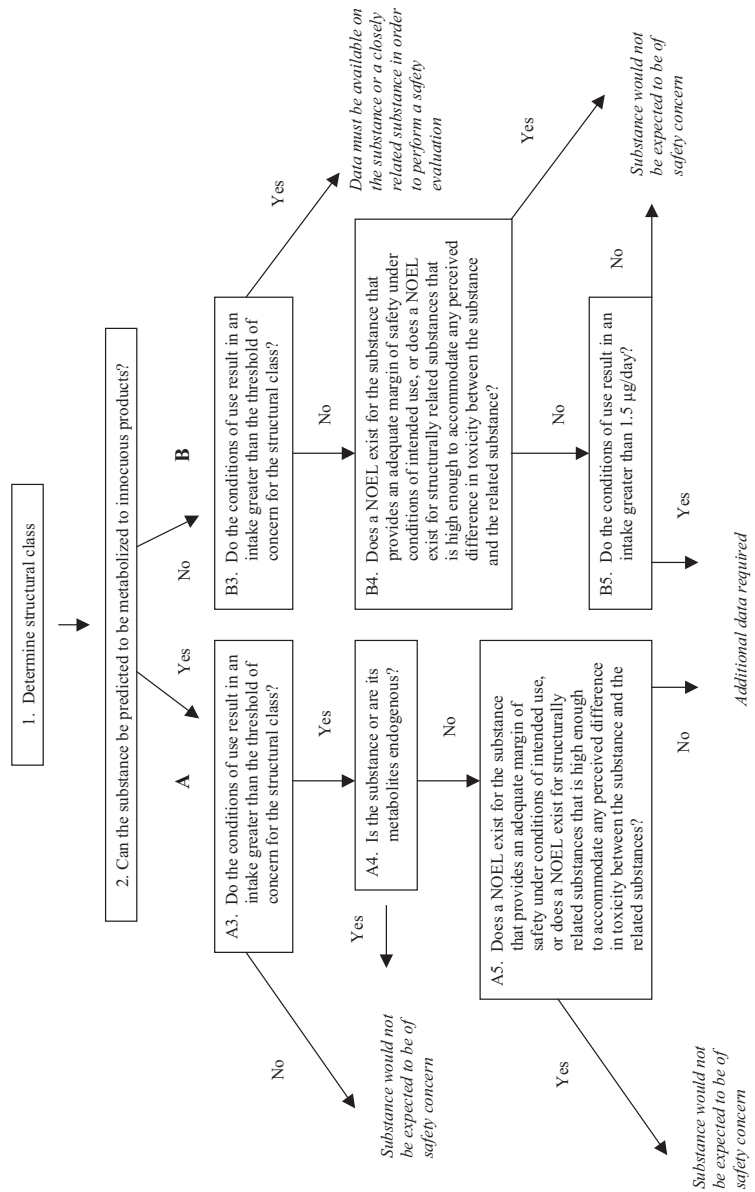 1. Determine structural class
2. Can the substance be predicted to be metabolized to innocuous products?
Yes
No
A
B
A3. Do the conditions of use result in an
intake greater than the threshold of
concern for the structural class?
No
Substance would not
be expected to be of
safety concern
Yes
A4. Is the substance or are its
metabolites endogenous?
Yes
No
A5. Does a NOEL exist for the substance
that provides an adequate margin of
safety under conditions of intended use,
or does a NOEL exist for structurally
related substances that is high enough
to accommodate any perceived difference
in toxicity between the substance and the
related substances?
Yes
Substance would not
be expected to be of
safety concern
No
B3. Do the conditions of use result in an
intake greater than the threshold of
concern for the structural class?
Yes
Data must be available on
the substance or a closely
related substance in order
to perform a safety
evaluation
No
B4. Does a NOEL exist for the substance that
provides an adequate margin of safety under
conditions of intended use, or does a NOEL
exist for structurally related substances that
is high enough to accommodate any perceived
difference in toxicity between the substance
and the related substance?
Yes
Substance would not
be expected to be of
safety concern
No
B5. Do the conditions of use result in an
intake greater than 1.5 µg/day?
No
Yes
Additional data required